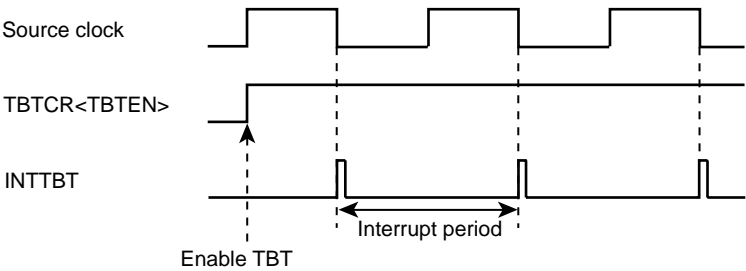 Source clock
TBTCR<TBTEN>
INTTBT
Interrupt period
Enable TBT